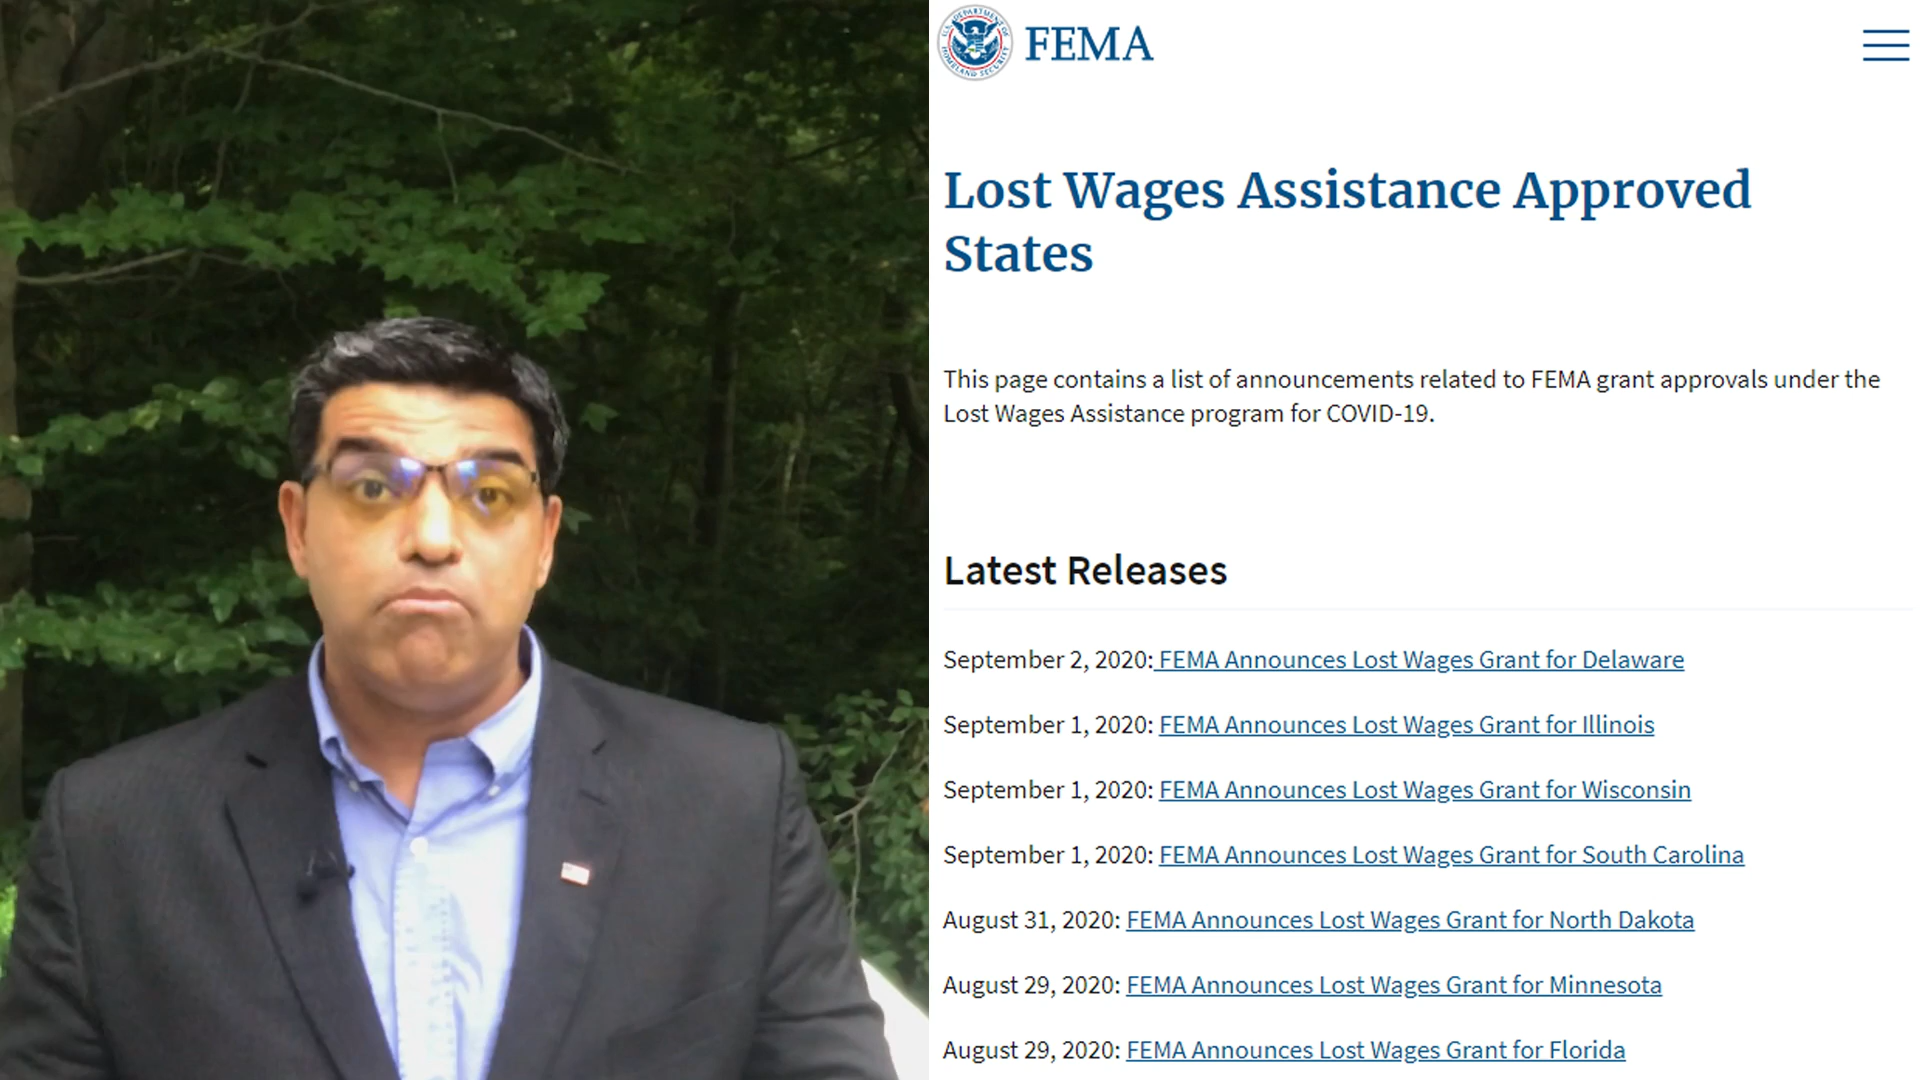 FEMA
Lost Wages Assistance Approved
States
This page contains a list of announcements related to FEMA grant approvals under the
Lost Wages Assistance program for COVID-19.
Latest Releases
September 2, 2020: FEMA Announces Lost Wages Grant for Delaware
September 1, 2020: FEMA Announces Lost Wages Grant for Illinois
September 1, 2020: FEMA Announces Lost Wages Grant for Wisconsin
September 1, 2020: FEMA Announces Lost Wages Grant for South Carolina
August 31, 2020: FEMA Announces Lost Wages Grant for North Dakota
August 29, 2020: FEMA Announces Lost Wages Grant for Minnesota
August 29, 2020: FEMA Announces Lost Wages Grant for Florida